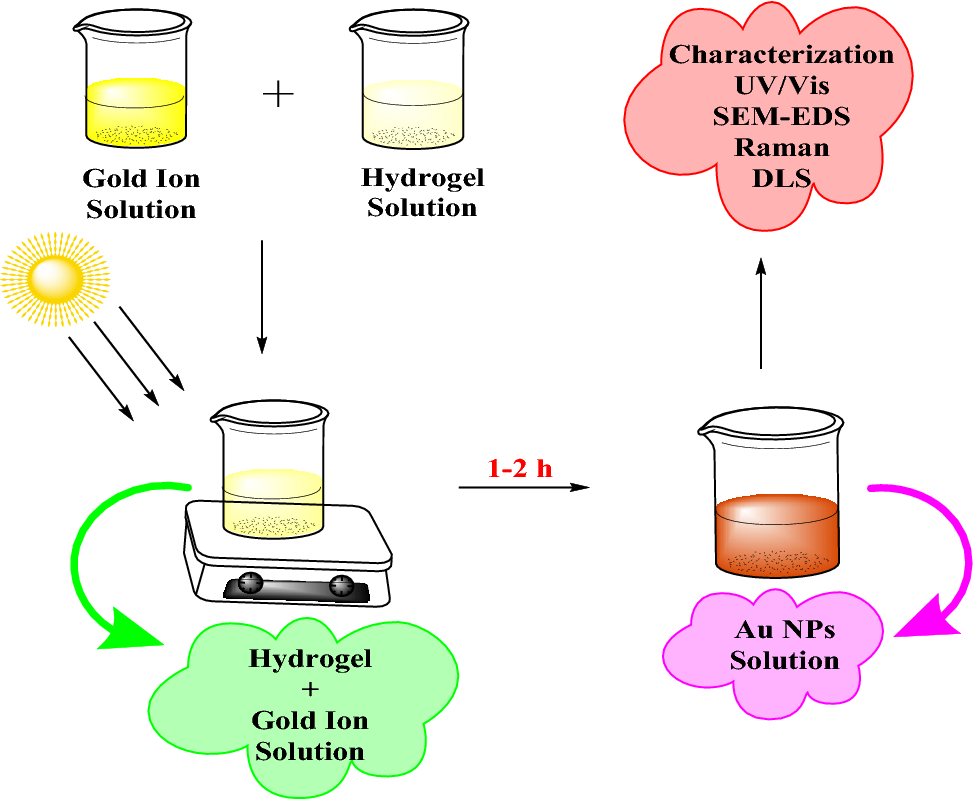 Gold Ion
Solution
+
Hydrogel
Solution
Characterization
UV/Vis
SEM-EDS
Raman
DLS
1-2 h
Hydrogel
+
Gold Ion
Solution
Au NPs
Solution